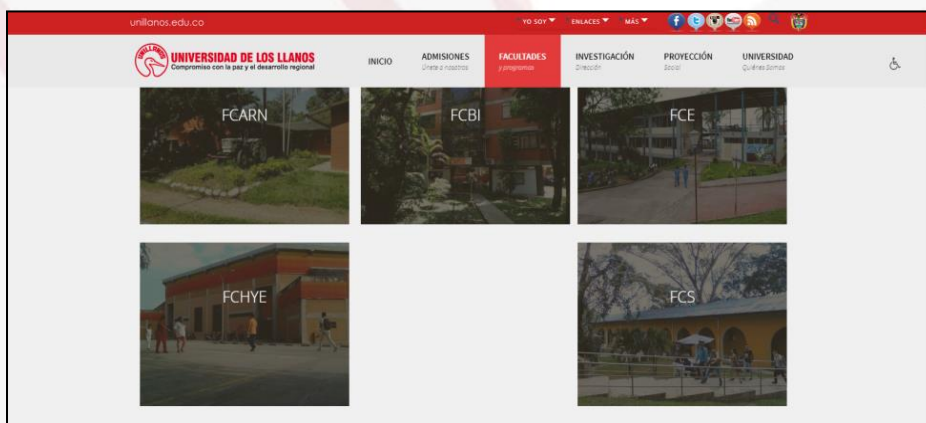 unillanos.edu.co
YO SOY ENLACES MÁS
UNILLANOS
UNIVERSIDAD DE LOS LLANOS
Compromiso con la paz y el desarrollo regional
INICIO
ADMISIONES
Únete a nosotros
FACULTADES
y programas
INVESTIGACIÓN
Dirección
PROYECCIÓN
Social
UNIVERSIDAD
Quiénes Somos
FCARN
FCBI
FCE
FCHYE
FCS